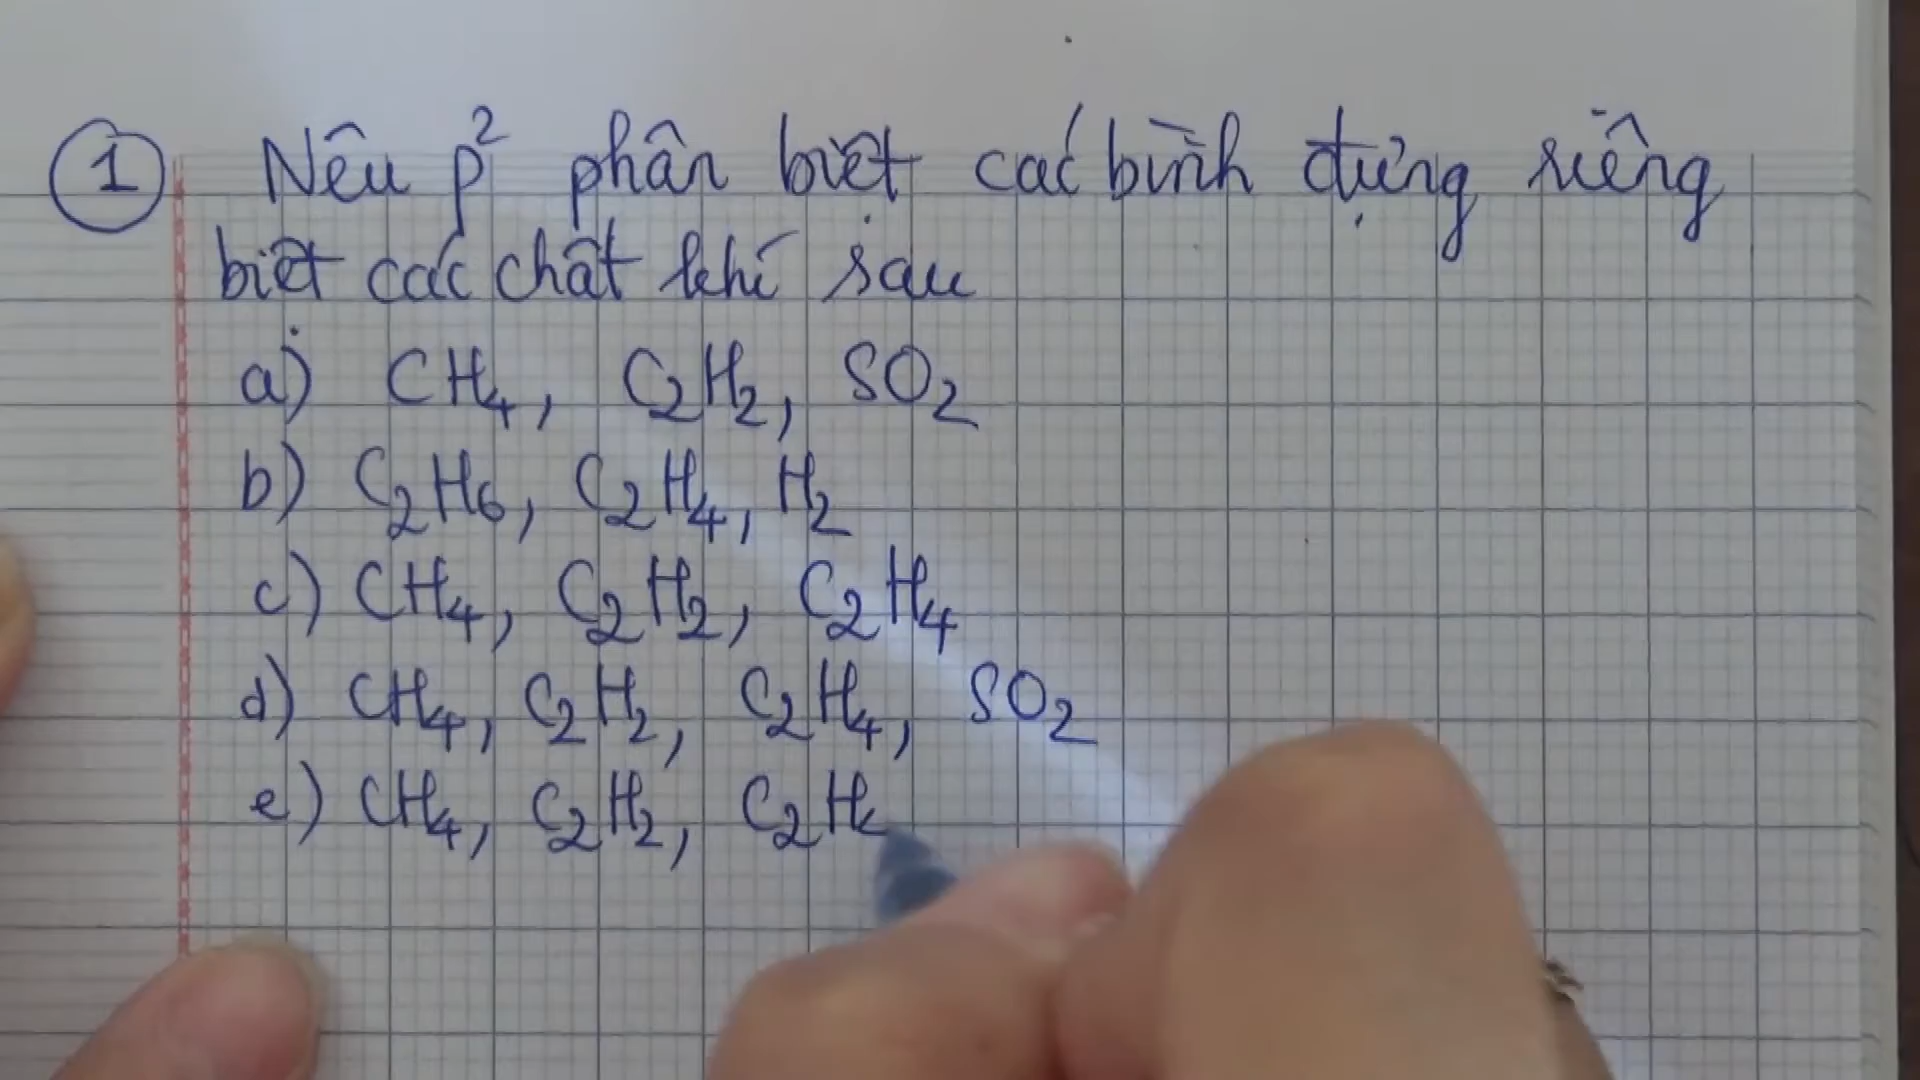 1 Nêu p² phân biệt các bình đựng riêng
biệt các chất khí sau
a) CH₄, C₂H₂, SO₂
b) C₂H₆, C₂H₄, H₂
c) CH₄, C₂H₂, C₂H₄
d) CH₄, C₂H₂, C₂H₄, SO₂
e) CH₄, C₂H₂,